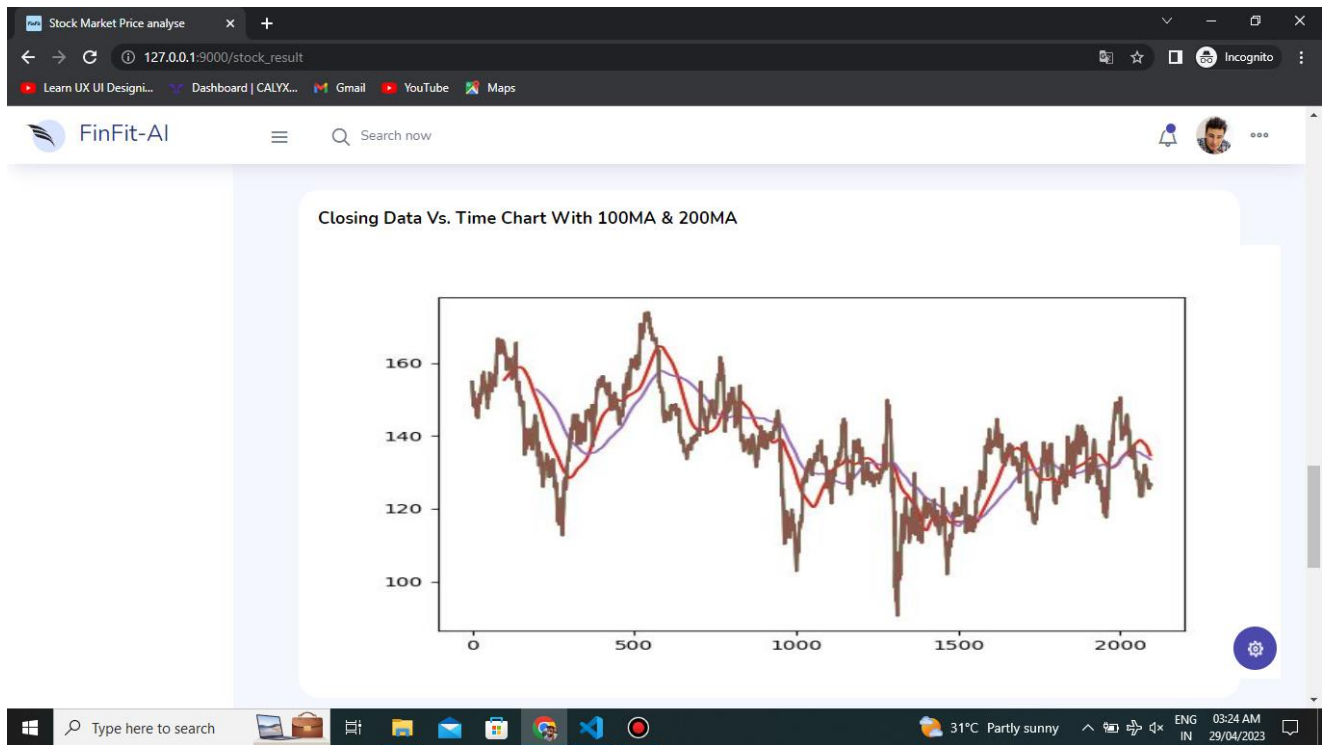 Stock Market Price analyse
127.0.0.1:9000/stock_result
Incognito
Learn UX UI Designi...
Dashboard | CALYX...
Gmail
YouTube
Maps
FinFit-AI
Search now
Closing Data Vs. Time Chart With 100MA & 200MA
160
140
120
100
0 500 1000 1500 2000
Type here to search
31°C Partly sunny
ENG
IN
03:24 AM
29/04/2023